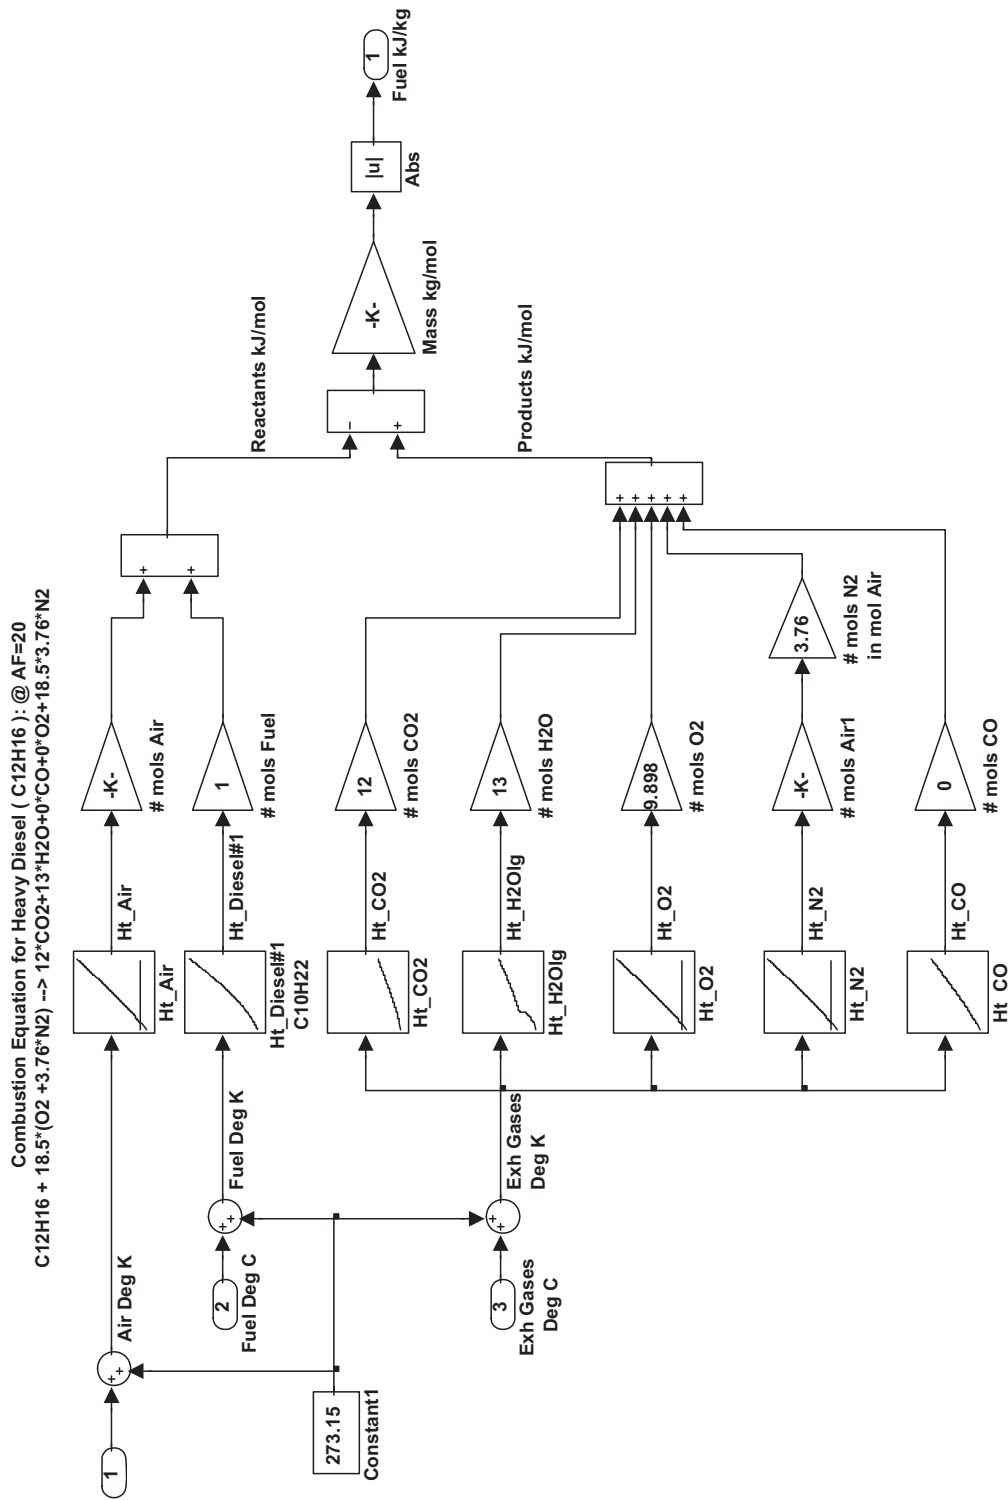 Combustion Equation for Heavy Diesel ( C12H16 ): @ AF=20
C12H16 + 18.5*(O2 +3.76*N2) --> 12*CO2+13*H2O+0*CO+0*O2+18.5*3.76*N2
1
Air Deg K
Ht_Air
Ht_Air
-K-
# mols Air
+
+
+
+
2
Fuel Deg C
+
+
Fuel Deg K
Ht_Diesel#1
C10H22
Ht_Diesel#1
1
# mols Fuel
Reactants kJ/mol
273.15
Constant1
Ht_CO2
Ht_CO2
12
# mols CO2
−
+
-K-
Mass kg/mol
|u|
Abs
1
Fuel kJ/kg
3
Exh Gases
Deg C
+
+
Exh Gases
Deg K
Ht_H2Olg
Ht_H2Olg
13
# mols H2O
Products kJ/mol
Ht_O2
Ht_O2
9.898
# mols O2
+
+
+
+
+
Ht_N2
Ht_N2
-K-
# mols Air1
3.76
# mols N2
in mol Air
Ht_CO
Ht_CO
0
# mols CO